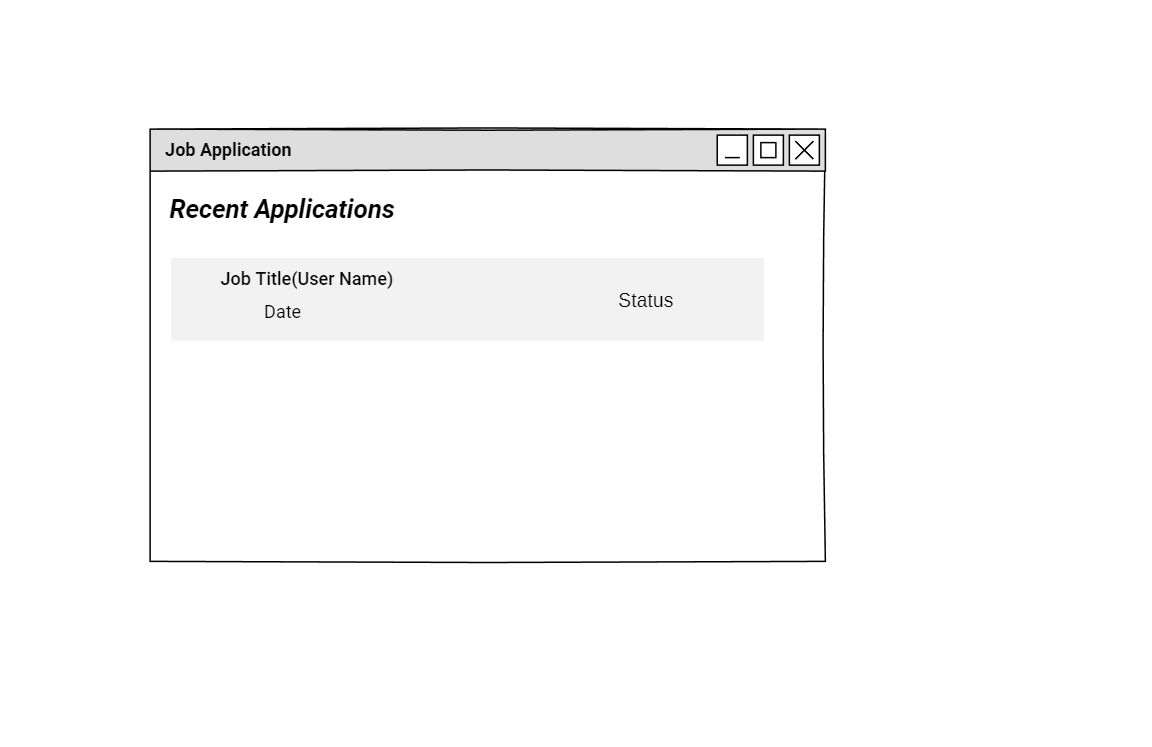 Job Application
Recent Applications
Job Title(User Name)
Date
Status